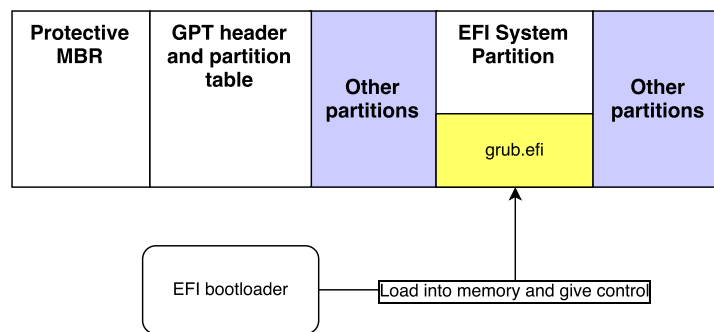 Protective
MBR
GPT header
and partition
table
Other
partitions
EFI System
Partition
grub.efi
Other
partitions
EFI bootloader
Load into memory and give control